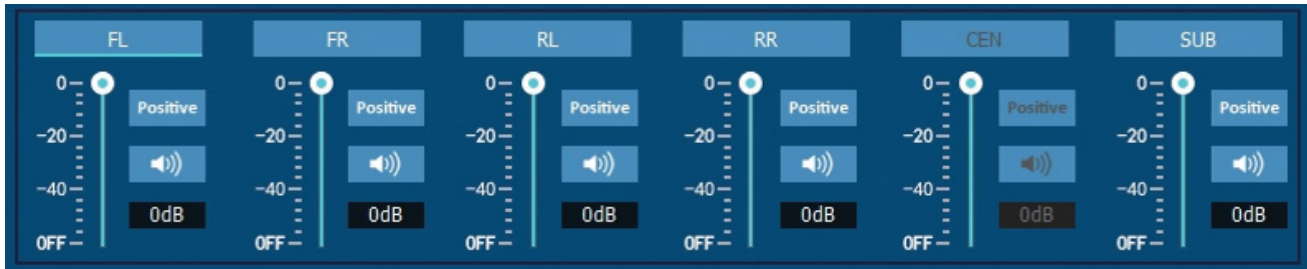 FL FR RL RR CEN SUB
0 0 0 0 0 0
Positive Positive Positive Positive Positive Positive
-20 -20 -20 -20 -20 -20
-40 -40 -40 -40 -40 -40
0dB 0dB 0dB 0dB 0dB 0dB
OFF OFF OFF OFF OFF OFF